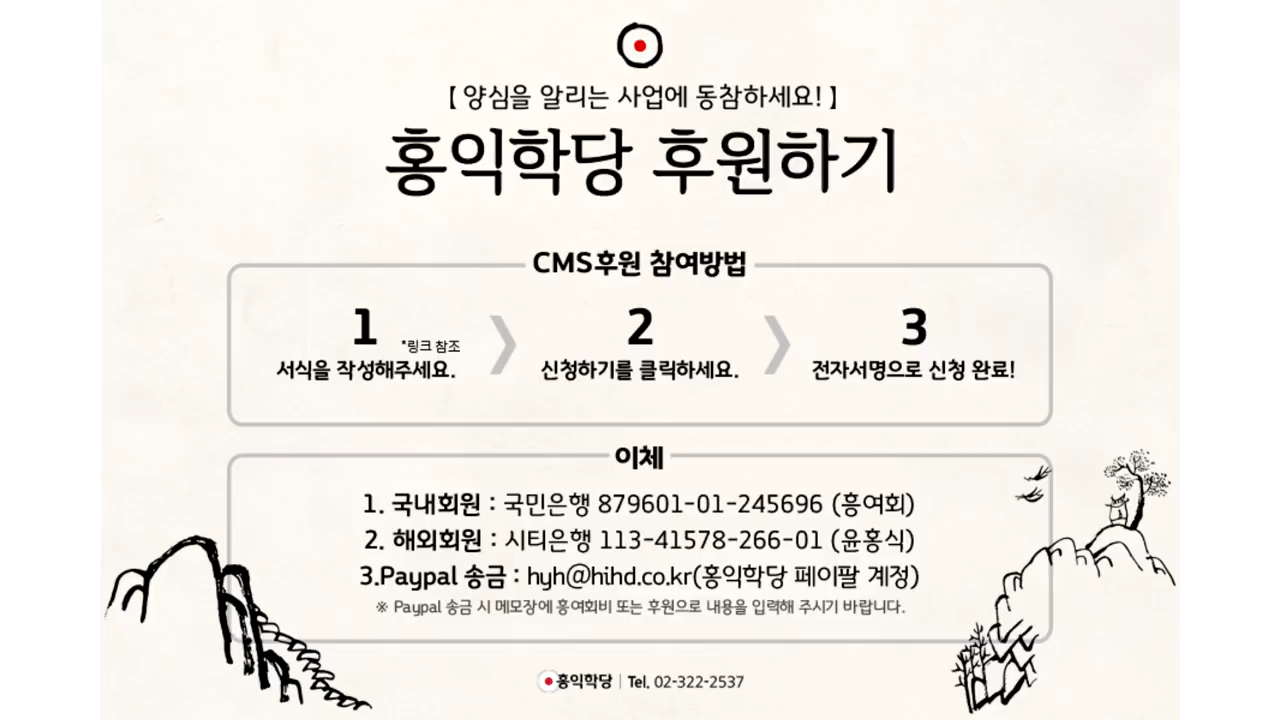 【 양심을 알리는 사업에 동참하세요! 】
홍익학당 후원하기
CMS후원 참여방법
1 *링크 참조
서식을 작성해주세요.
2
신청하기를 클릭하세요.
3
전자서명으로 신청 완료!
이체
1. 국내회원 : 국민은행 879601-01-245696 (흥여회)
2. 해외회원 : 시티은행 113-41578-266-01 (윤홍식)
3.Paypal 송금 : hyh@hihd.co.kr(홍익학당 페이팔 계정)
※ Paypal 송금 시 메모장에 흥여회비 또는 후원으로 내용을 입력해 주시기 바랍니다.
홍익학당 | Tel. 02-322-2537